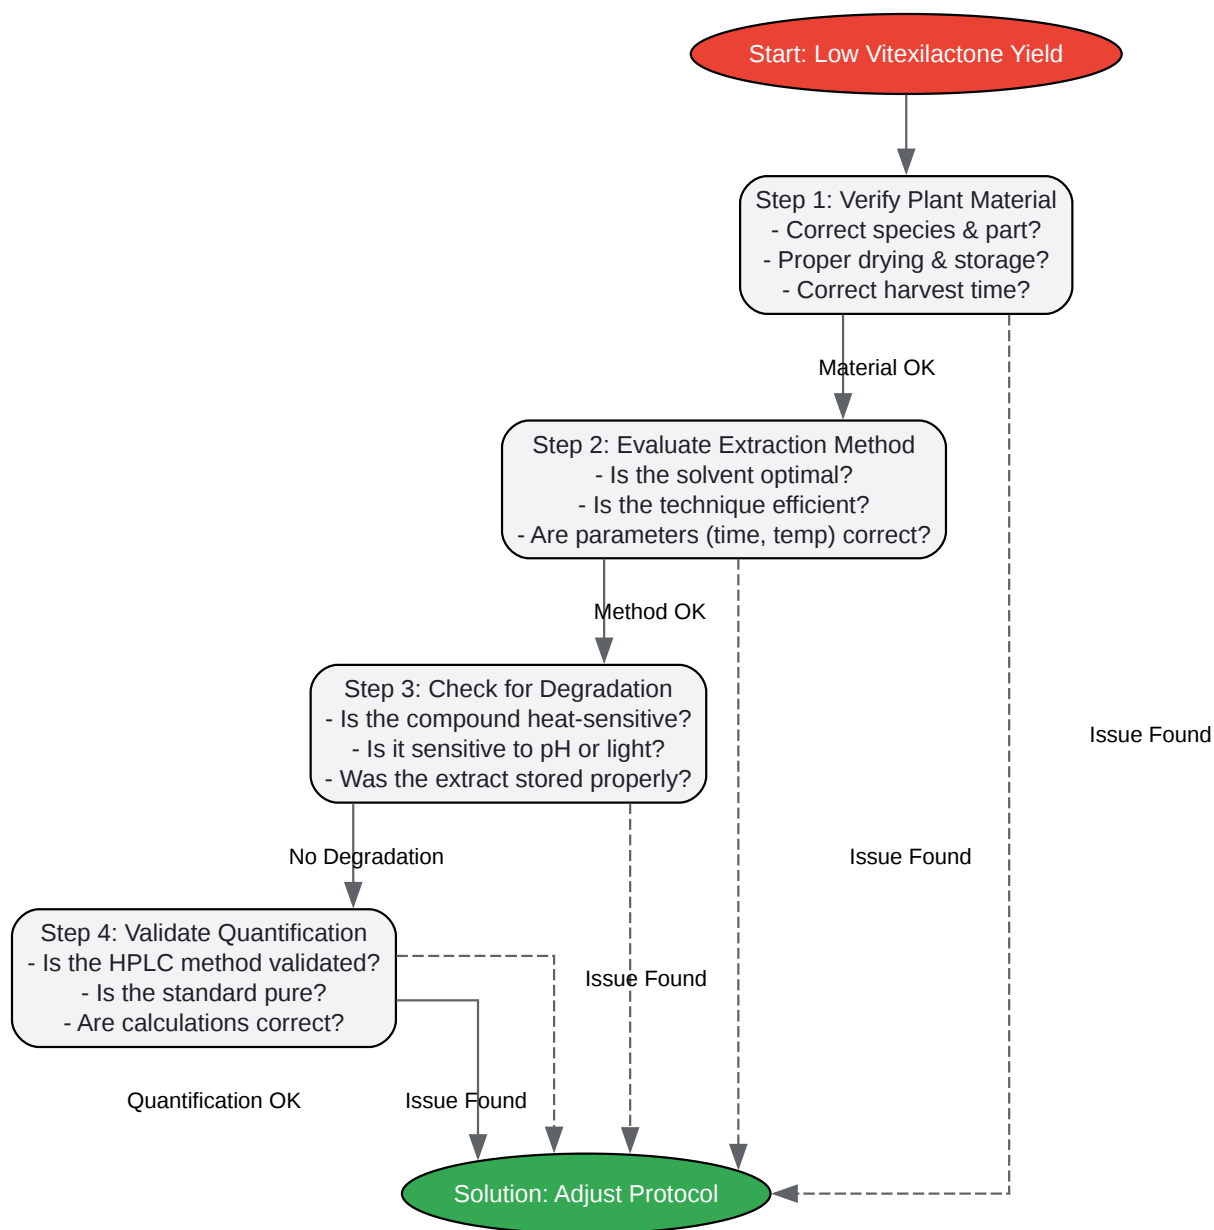 Start: Low Vitexilactone Yield
Step 1: Verify Plant Material
- Correct species & part?
- Proper drying & storage?
- Correct harvest time?
Material OK
Step 2: Evaluate Extraction Method
- Is the solvent optimal?
- Is the technique efficient?
- Are parameters (time, temp) correct?
Method OK
Step 3: Check for Degradation
- Is the compound heat-sensitive?
- Is it sensitive to pH or light?
- Was the extract stored properly?
Issue Found
No Degradation
Issue Found
Step 4: Validate Quantification
- Is the HPLC method validated?
- Is the standard pure?
- Are calculations correct?
Issue Found
Quantification OK
Issue Found
Solution: Adjust Protocol